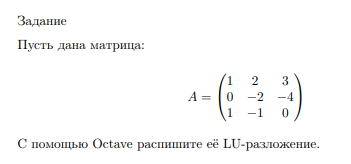 Задание
Пусть дана матрица:
1 2 3
A = 0 −2 −4
1 −1 0
С помощью Octave распишите её LU-разложение.